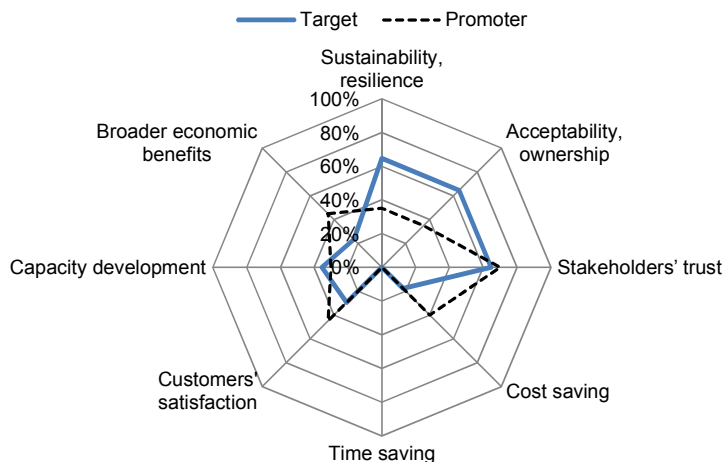 Target
Promoter
Sustainability,
resilience
100%
80%
60%
40%
20%
0%
Acceptability,
ownership
Stakeholders’ trust
Cost saving
Time saving
Customers'
satisfaction
Capacity development
Broader economic
benefits